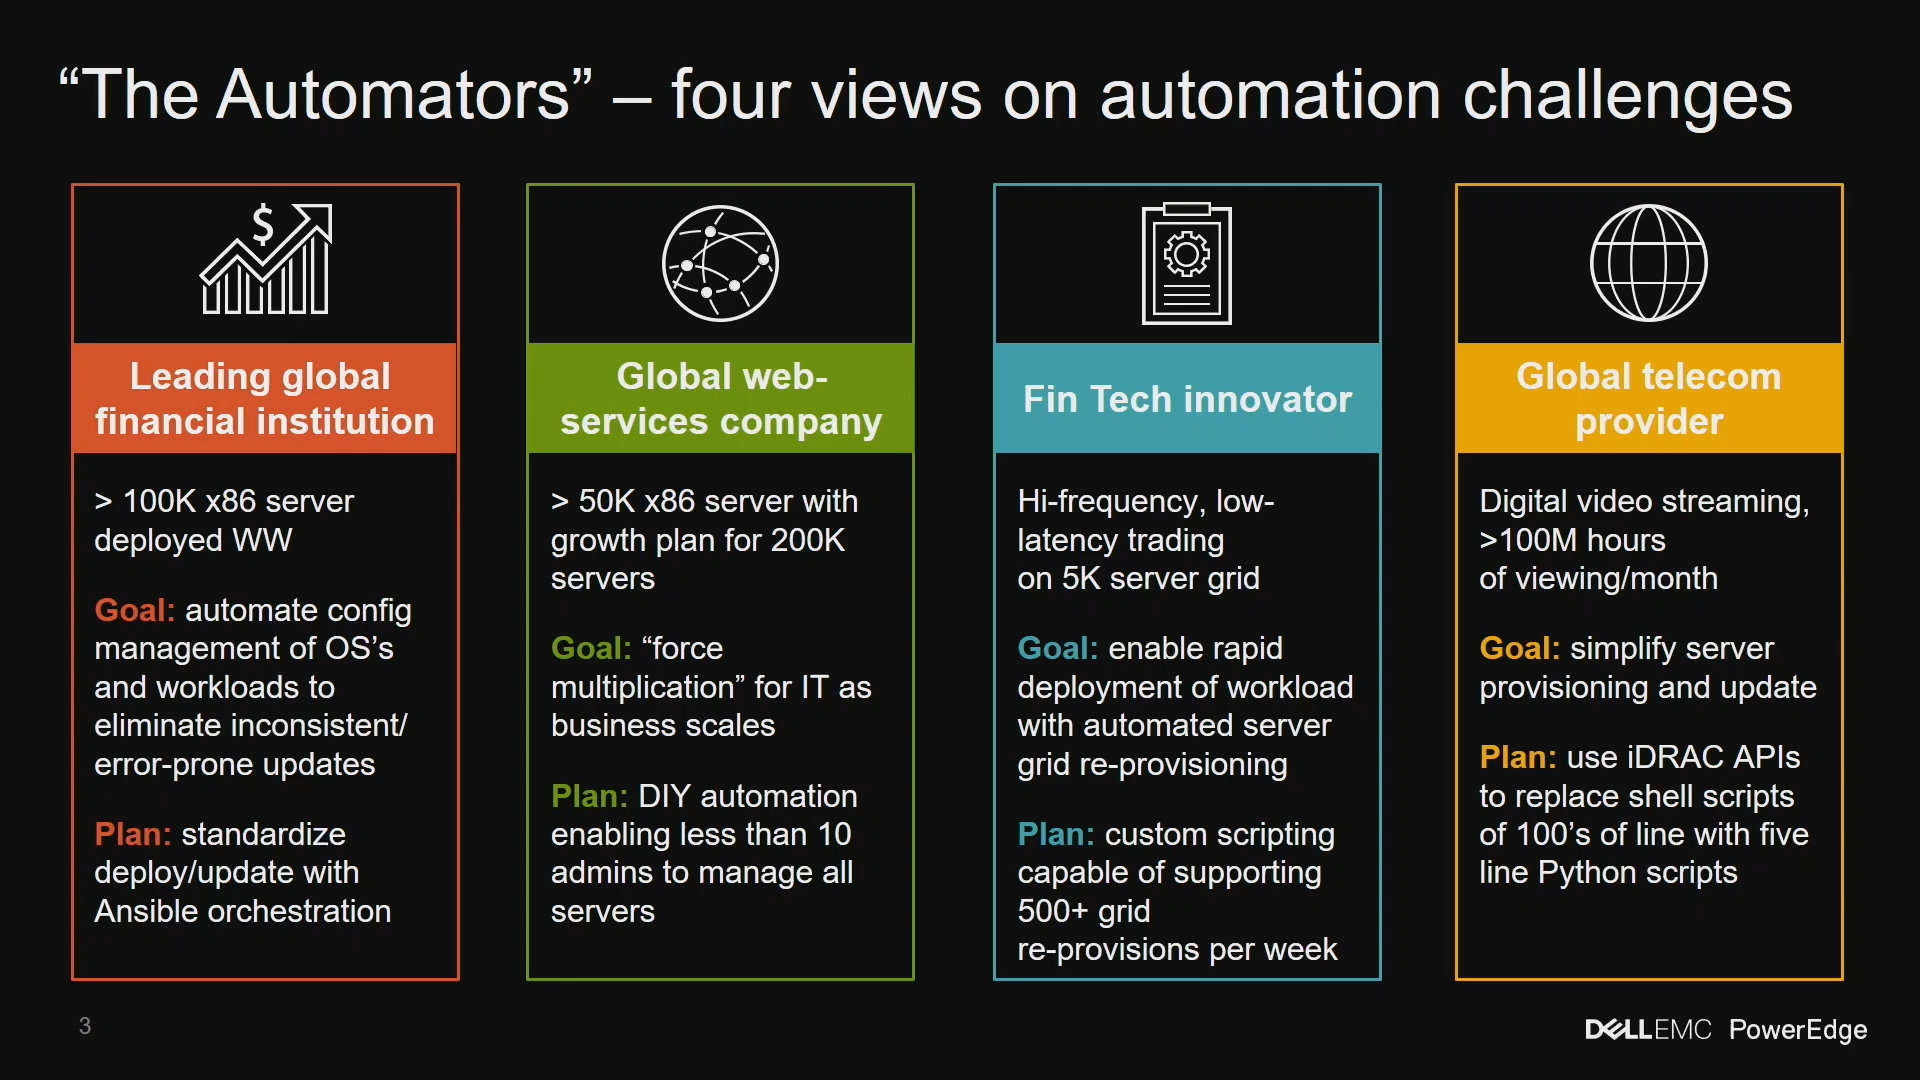 “The Automators” – four views on automation challenges
$
Leading global
financial institution
> 100K x86 server
deployed WW
Goal: automate config
management of OS’s
and workloads to
eliminate inconsistent/
error-prone updates
Plan: standardize
deploy/update with
Ansible orchestration
Global web-
services company
> 50K x86 server with
growth plan for 200K
servers
Goal: “force
multiplication” for IT as
business scales
Plan: DIY automation
enabling less than 10
admins to manage all
servers
Fin Tech innovator
Hi-frequency, low-
latency trading
on 5K server grid
Goal: enable rapid
deployment of workload
with automated server
grid re-provisioning
Plan: custom scripting
capable of supporting
500+ grid
re-provisions per week
Global telecom
provider
Digital video streaming,
>100M hours
of viewing/month
Goal: simplify server
provisioning and update
Plan: use iDRAC APIs
to replace shell scripts
of 100’s of line with five
line Python scripts
3
DELLEMC PowerEdge